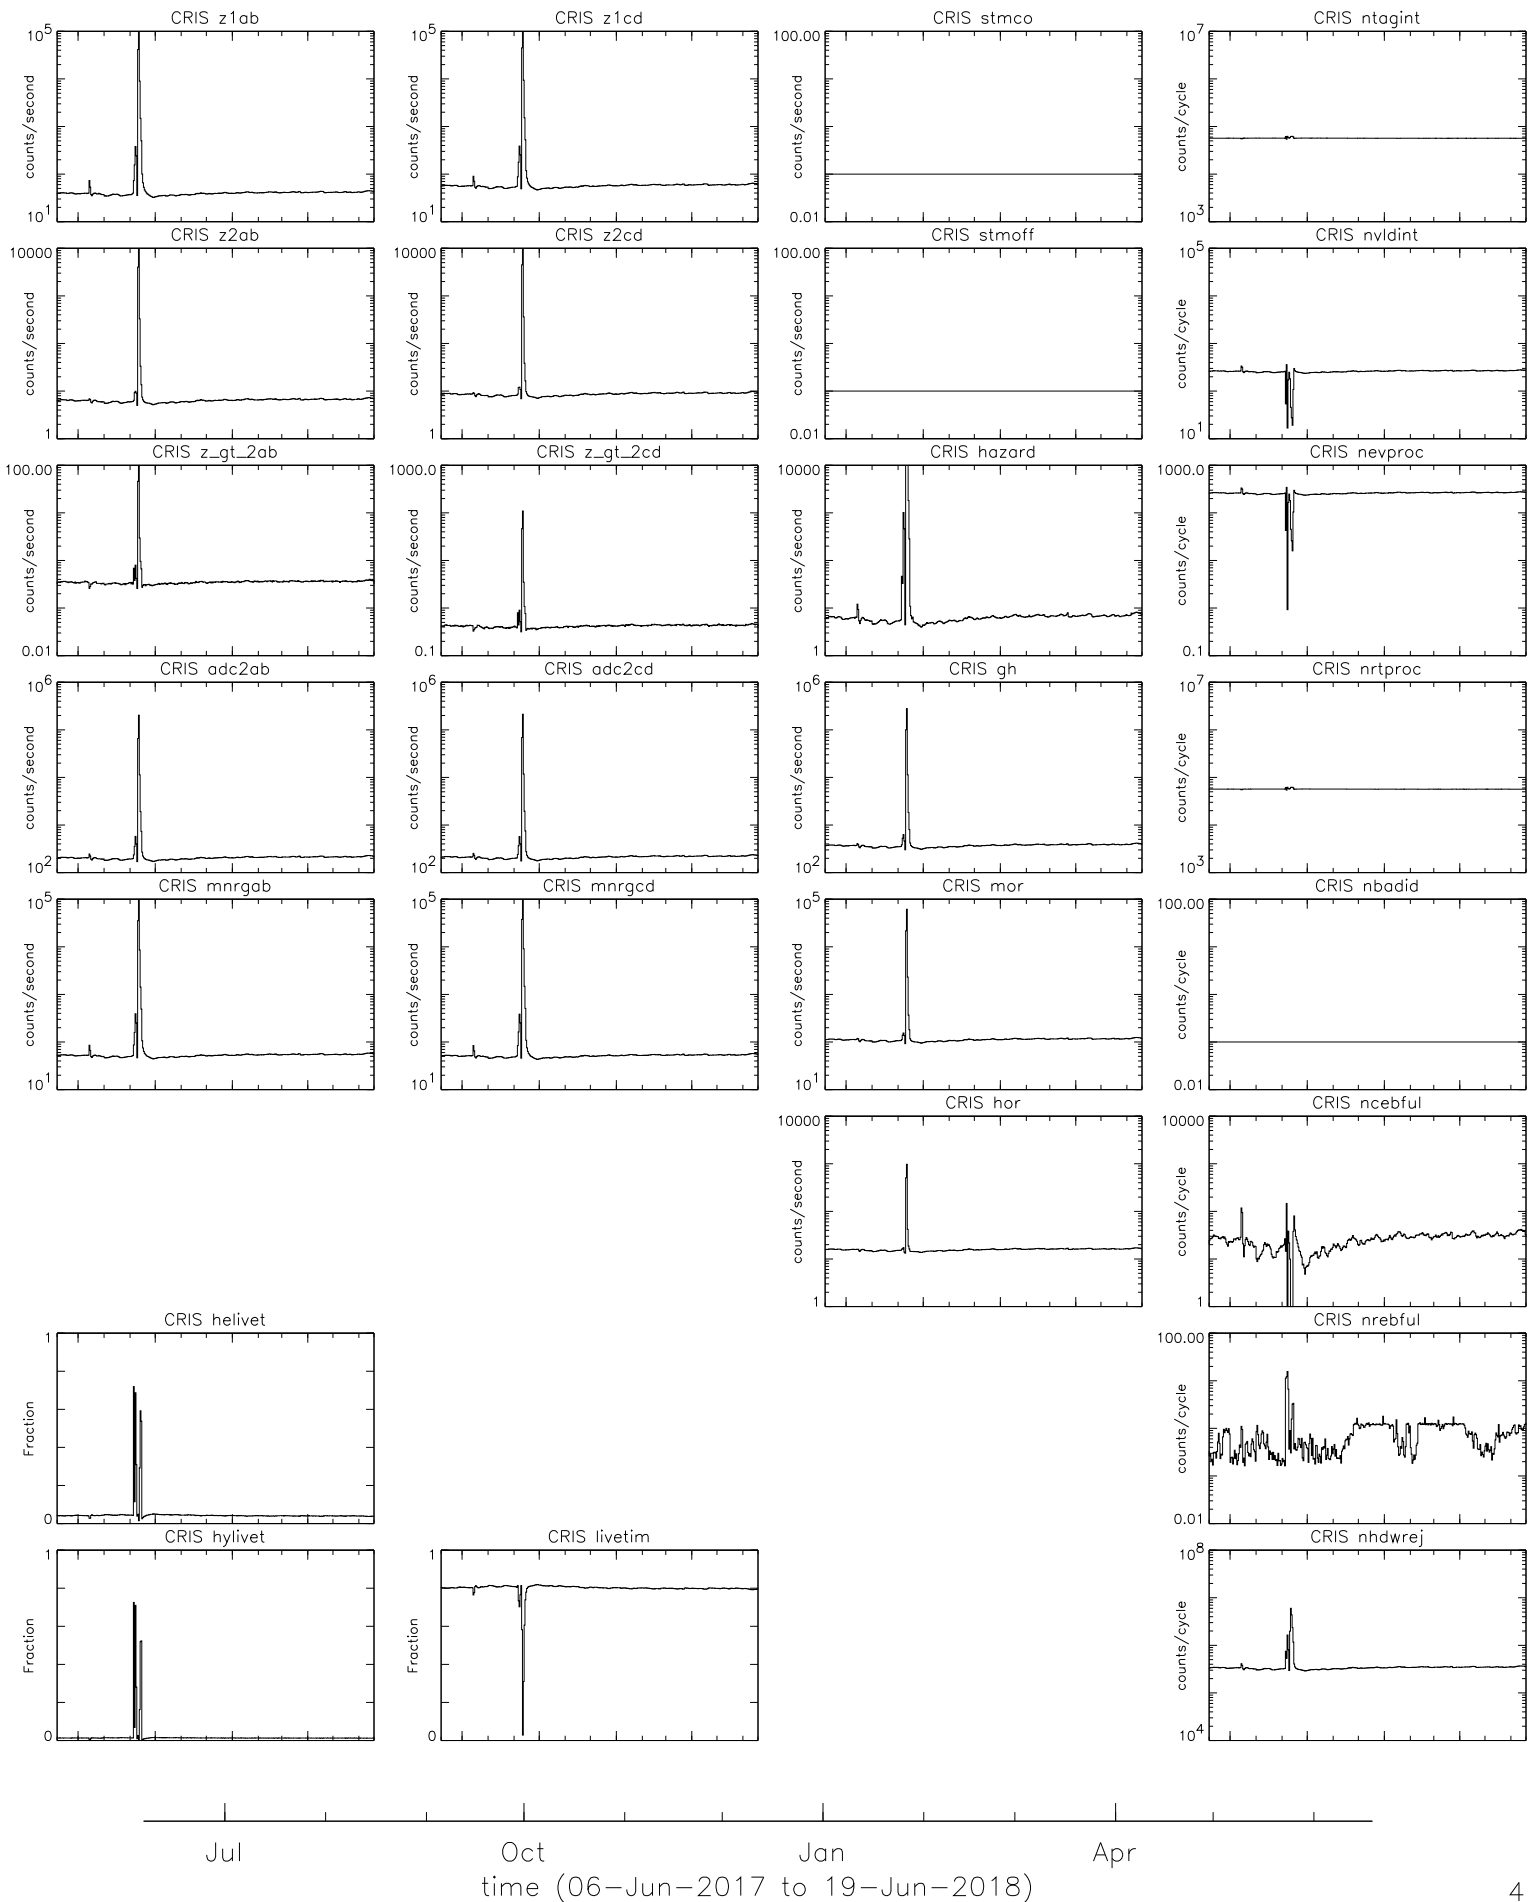 CRIS z1ab
10^5
counts/second
10^1
CRIS z1cd
10^5
counts/second
10^1
CRIS stmco
100.00
counts/second
0.01
CRIS ntagint
10^7
counts/cycle
10^3
CRIS z2ab
10000
counts/second
1
CRIS z2cd
10000
counts/second
1
CRIS stmoff
100.00
counts/second
0.01
CRIS nvldint
10^5
counts/cycle
10^1
CRIS z_gt_2ab
100.00
counts/second
0.01
CRIS z_gt_2cd
1000.0
counts/second
0.1
CRIS hazard
10000
counts/second
1
CRIS nevproc
1000.0
counts/cycle
0.1
CRIS adc2ab
10^6
counts/second
10^2
CRIS adc2cd
10^6
counts/second
10^2
CRIS gh
10^6
counts/second
10^2
CRIS nrtproc
10^7
counts/cycle
10^3
CRIS mnrgab
10^5
counts/second
10^1
CRIS mnrgcd
10^5
counts/second
10^1
CRIS mor
10^5
counts/second
10^1
CRIS nbadid
100.00
counts/cycle
0.01
CRIS hor
10000
counts/second
1
CRIS ncebful
10000
counts/cycle
1
CRIS helivet
1
Fraction
0
CRIS nrebful
100.00
counts/cycle
0.01
CRIS hylivet
1
Fraction
0
CRIS livetim
1
Fraction
0
CRIS nhdwrej
10^8
counts/cycle
10^4
Jul Oct Jan Apr
time (06-Jun-2017 to 19-Jun-2018)
4